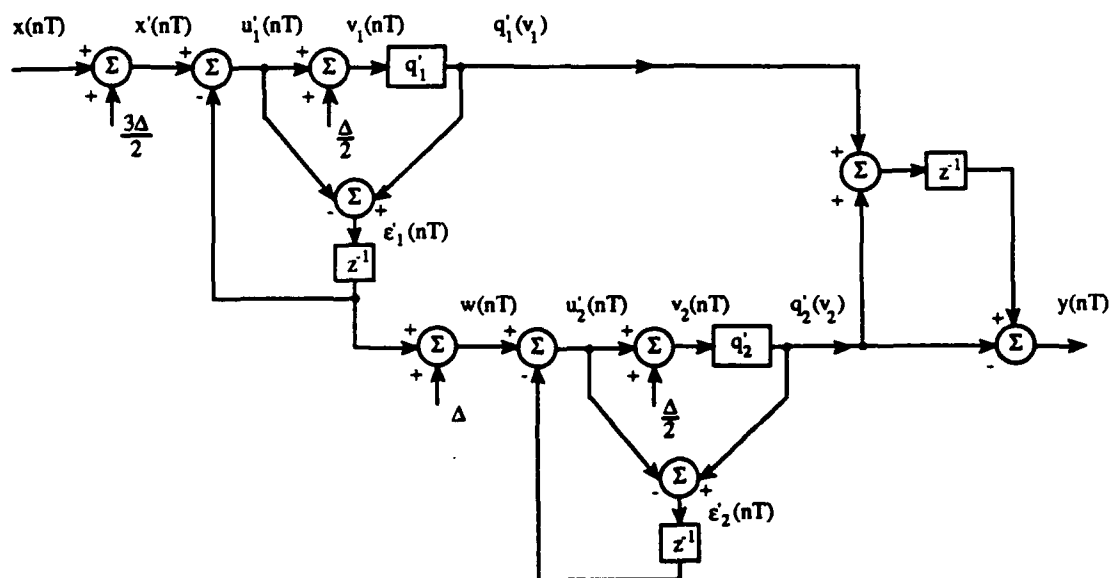 x(nT) x'(nT) u'₁(nT) v₁(nT) q'₁(v₁)
+ + + +
Σ Σ Σ q'₁
+ - +
3Δ/2 Δ/2
Σ
- +
ε'₁(nT)
z⁻¹
+
Σ z⁻¹
+
w(nT) u'₂(nT) v₂(nT) q'₂(v₂) y(nT)
+ + + +
Σ Σ Σ q'₂ Σ
+ - + -
Δ Δ/2
Σ
- +
ε'₂(nT)
z⁻¹